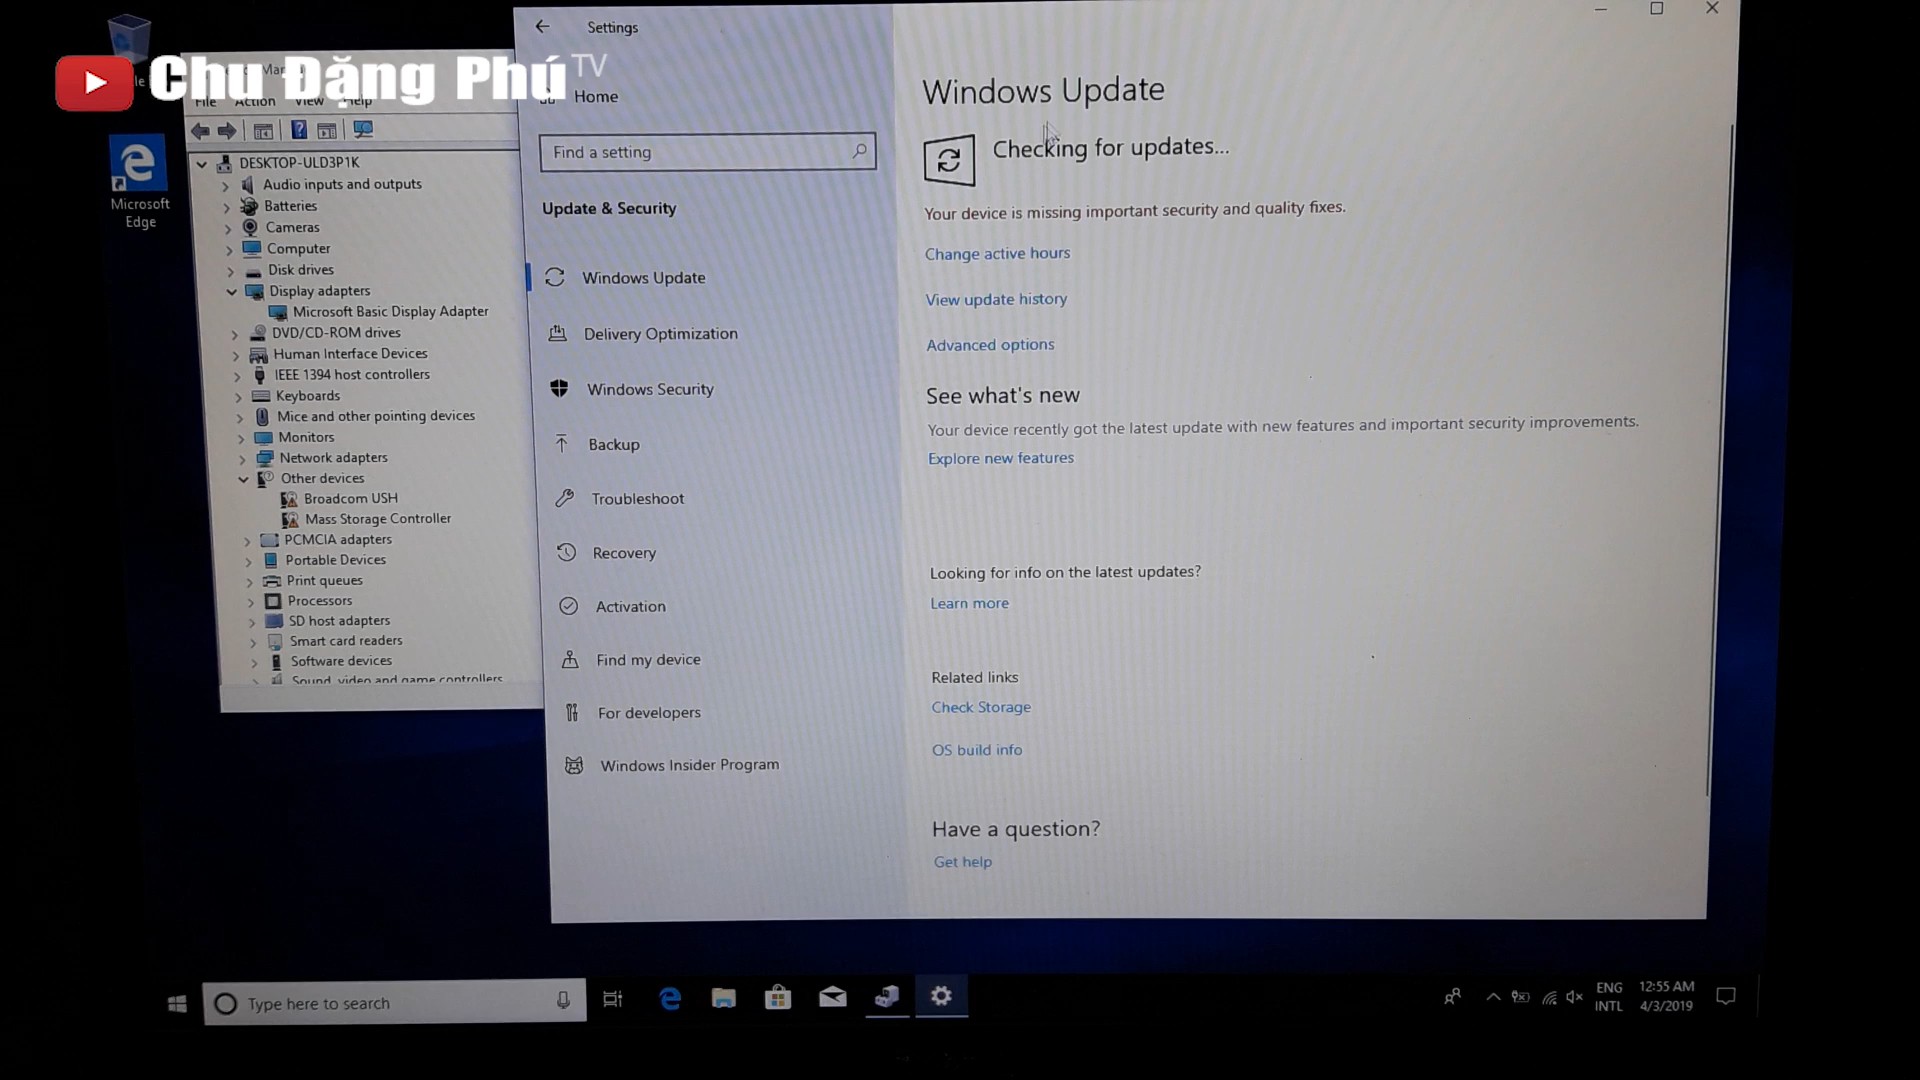 Chu Đặng Phú TV
File Action View Help
DESKTOP-ULD3P1K
Audio inputs and outputs
Batteries
Cameras
Computer
Disk drives
Display adapters
Microsoft Basic Display Adapter
DVD/CD-ROM drives
Human Interface Devices
IEEE 1394 host controllers
Keyboards
Mice and other pointing devices
Monitors
Network adapters
Other devices
Broadcom USH
Mass Storage Controller
PCMCIA adapters
Portable Devices
Print queues
Processors
SD host adapters
Smart card readers
Software devices
Sound, video and game controllers
Microsoft
Edge
Settings
Home
Find a setting
Update & Security
Windows Update
Delivery Optimization
Windows Security
Backup
Troubleshoot
Recovery
Activation
Find my device
For developers
Windows Insider Program
Windows Update
Checking for updates...
Your device is missing important security and quality fixes.
Change active hours
View update history
Advanced options
See what's new
Your device recently got the latest update with new features and important security improvements.
Explore new features
Looking for info on the latest updates?
Learn more
Related links
Check Storage
OS build info
Have a question?
Get help
Type here to search
ENG
INTL
12:55 AM
4/3/2019